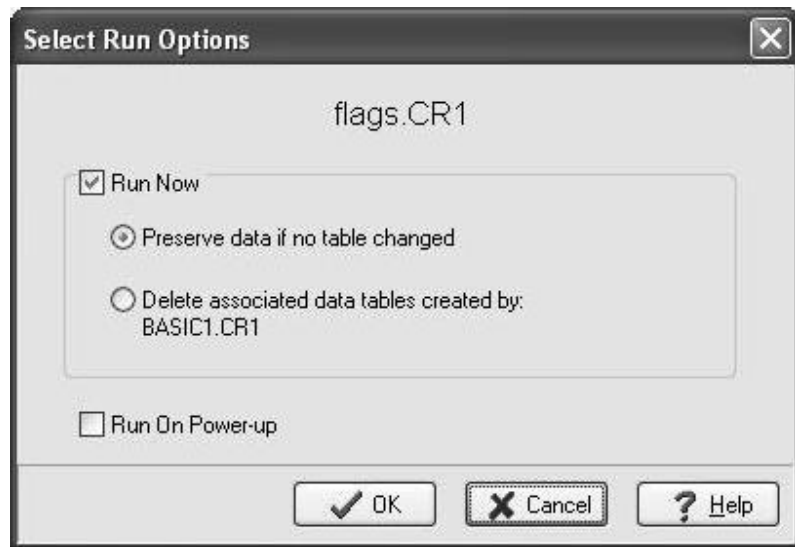 Select Run Options
flags.CR1
Run Now
Preserve data if no table changed
Delete associated data tables created by:
BASIC1.CR1
Run On Power-up
OK
Cancel
Help